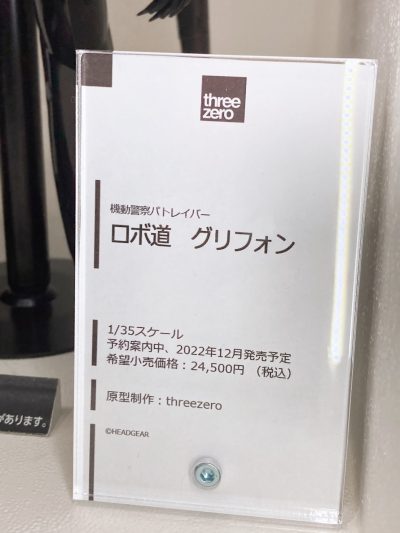 three
zero
機動警察パトレイバー
ロボ道 グリフォン
1/35スケール
予約案内中、2022年12月発売予定
希望小売価格：24,500円 （税込）
原型制作：threezero
©HEADGEAR
があります。